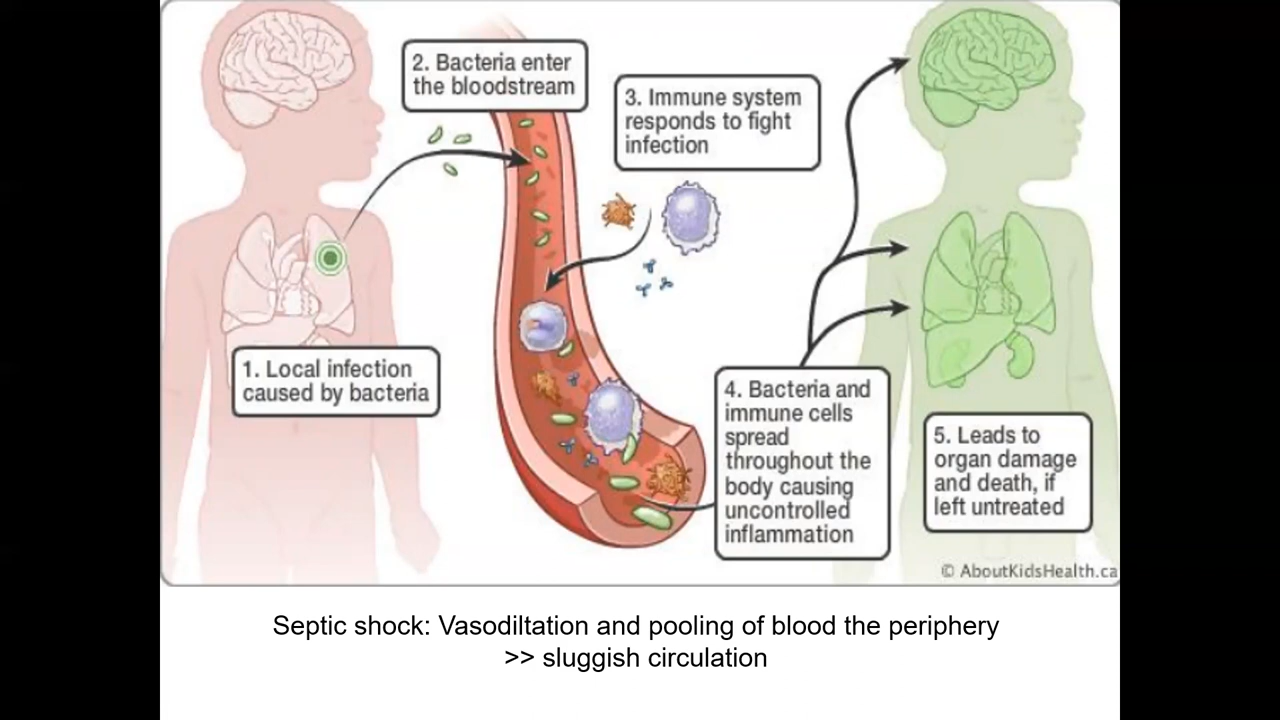 2. Bacteria enter
the bloodstream
3. Immune system
responds to fight
infection
1. Local infection
caused by bacteria
4. Bacteria and
immune cells
spread
throughout the
body causing
uncontrolled
inflammation
5. Leads to
organ damage
and death, if
left untreated
© AboutKidsHealth.ca
Septic shock: Vasodiltation and pooling of blood the periphery
>> sluggish circulation